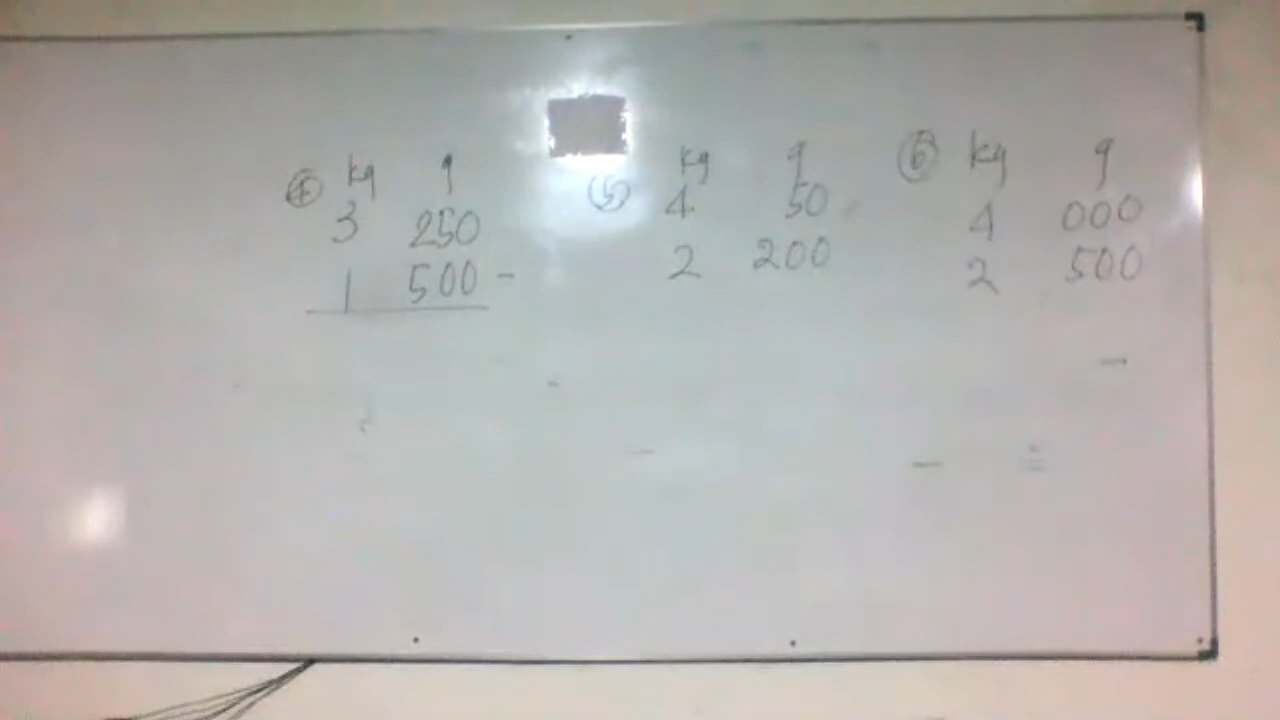 ④ kg g
3 250
1 500 -
⑤ kg g
4 50
2 200
⑥ kg g
4 000
2 500